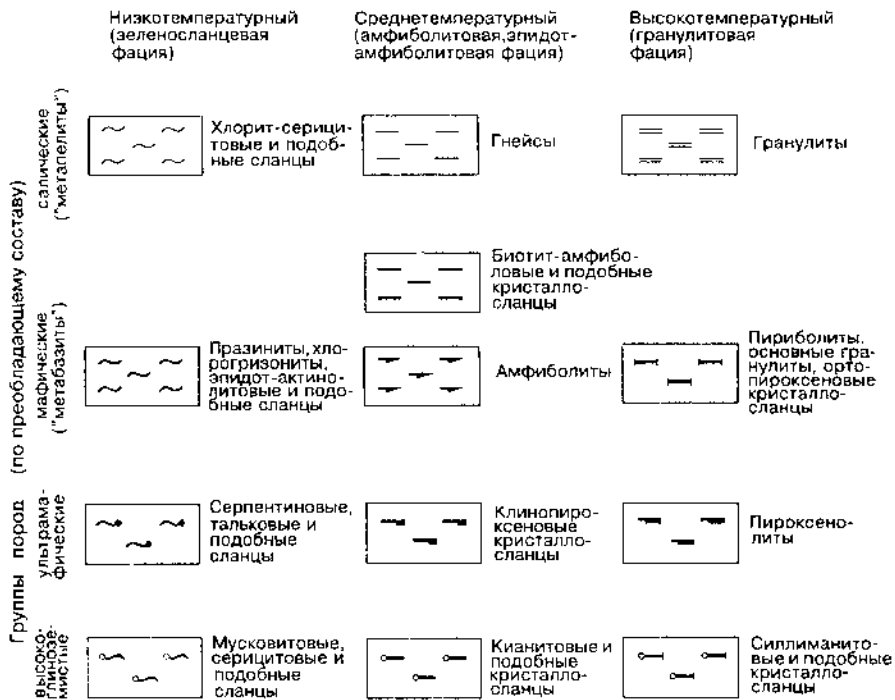 Низкотемпературный
(зеленосланцевая
фация)
Среднетемпературный
(амфиболитовая,эпидот-
амфиболитовая фация)
Высокотемпературный
(гранулитовая
фация)
Группы пород (по преобладающему составу)
салические
("метапелиты")
Хлорит-серици-
товые и подоб-
ные сланцы
Гнейсы
Гранулиты
Биотит-амфибо-
ловые и подобные
кристалло-
сланцы
мафические
("метабазиты")
Празиниты, хло-
рогризониты,
эпидот-актино-
литовые и подо-
бные сланцы
Амфиболиты
Пириболиты,
основные гра-
нулиты, орто-
пироксеновые
кристалло-
сланцы
ультрама-
фические
Серпентиновые,
тальковые и
подобные
сланцы
Клинопирок-
сеновые
кристалло-
сланцы
Пироксено-
литы
высоко-
глинозе-
мистые
Мусковитовые,
серицитовые и
подобные
сланцы
Кианитовые и
подобные
кристалло-
сланцы
Силлиманито-
вые и подобные
кристалло-
сланцы